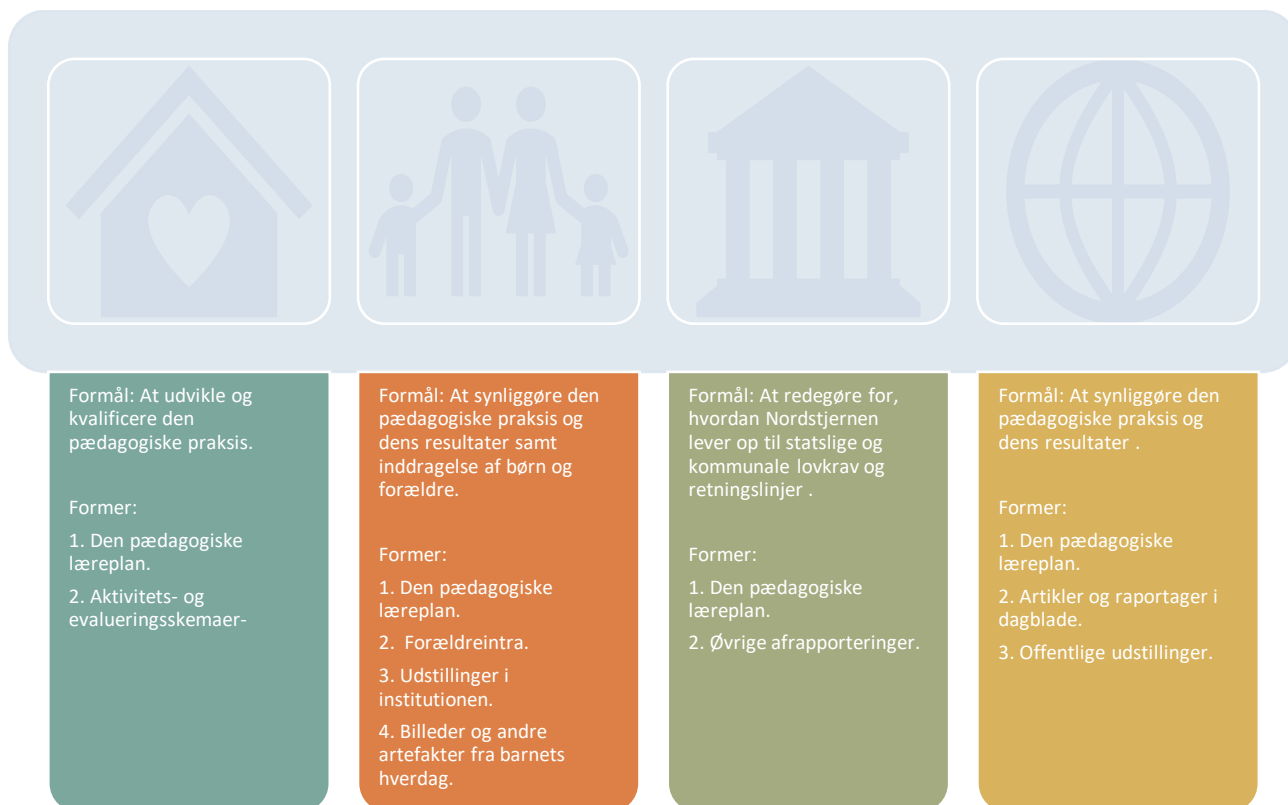 Formål: At udvikle og
kvalificere den
pædagogiske praksis.
Former:
1. Den pædagogiske
læreplan.
2. Aktivitets- og
evalueringsskemaer-
Formål: At synliggøre den
pædagogiske praksis og
dens resultater samt
inddragelse af børn og
forældre.
Former:
1. Den pædagogiske
læreplan.
2.  Forældreintra.
3. Udstillinger i
institutionen.
4. Billeder og andre
artefakter fra barnets
hverdag.
Formål: At redegøre for,
hvordan Nordstjernen
lever op til statslige og
kommunale lovkrav og
retningslinjer .
Former:
1. Den pædagogiske
læreplan.
2. Øvrige afrapporteringer.
Formål: At synliggøre den
pædagogiske praksis og
dens resultater .
Former:
1. Den pædagogiske
læreplan.
2. Artikler og raportager i
dagblade.
3. Offentlige udstillinger.